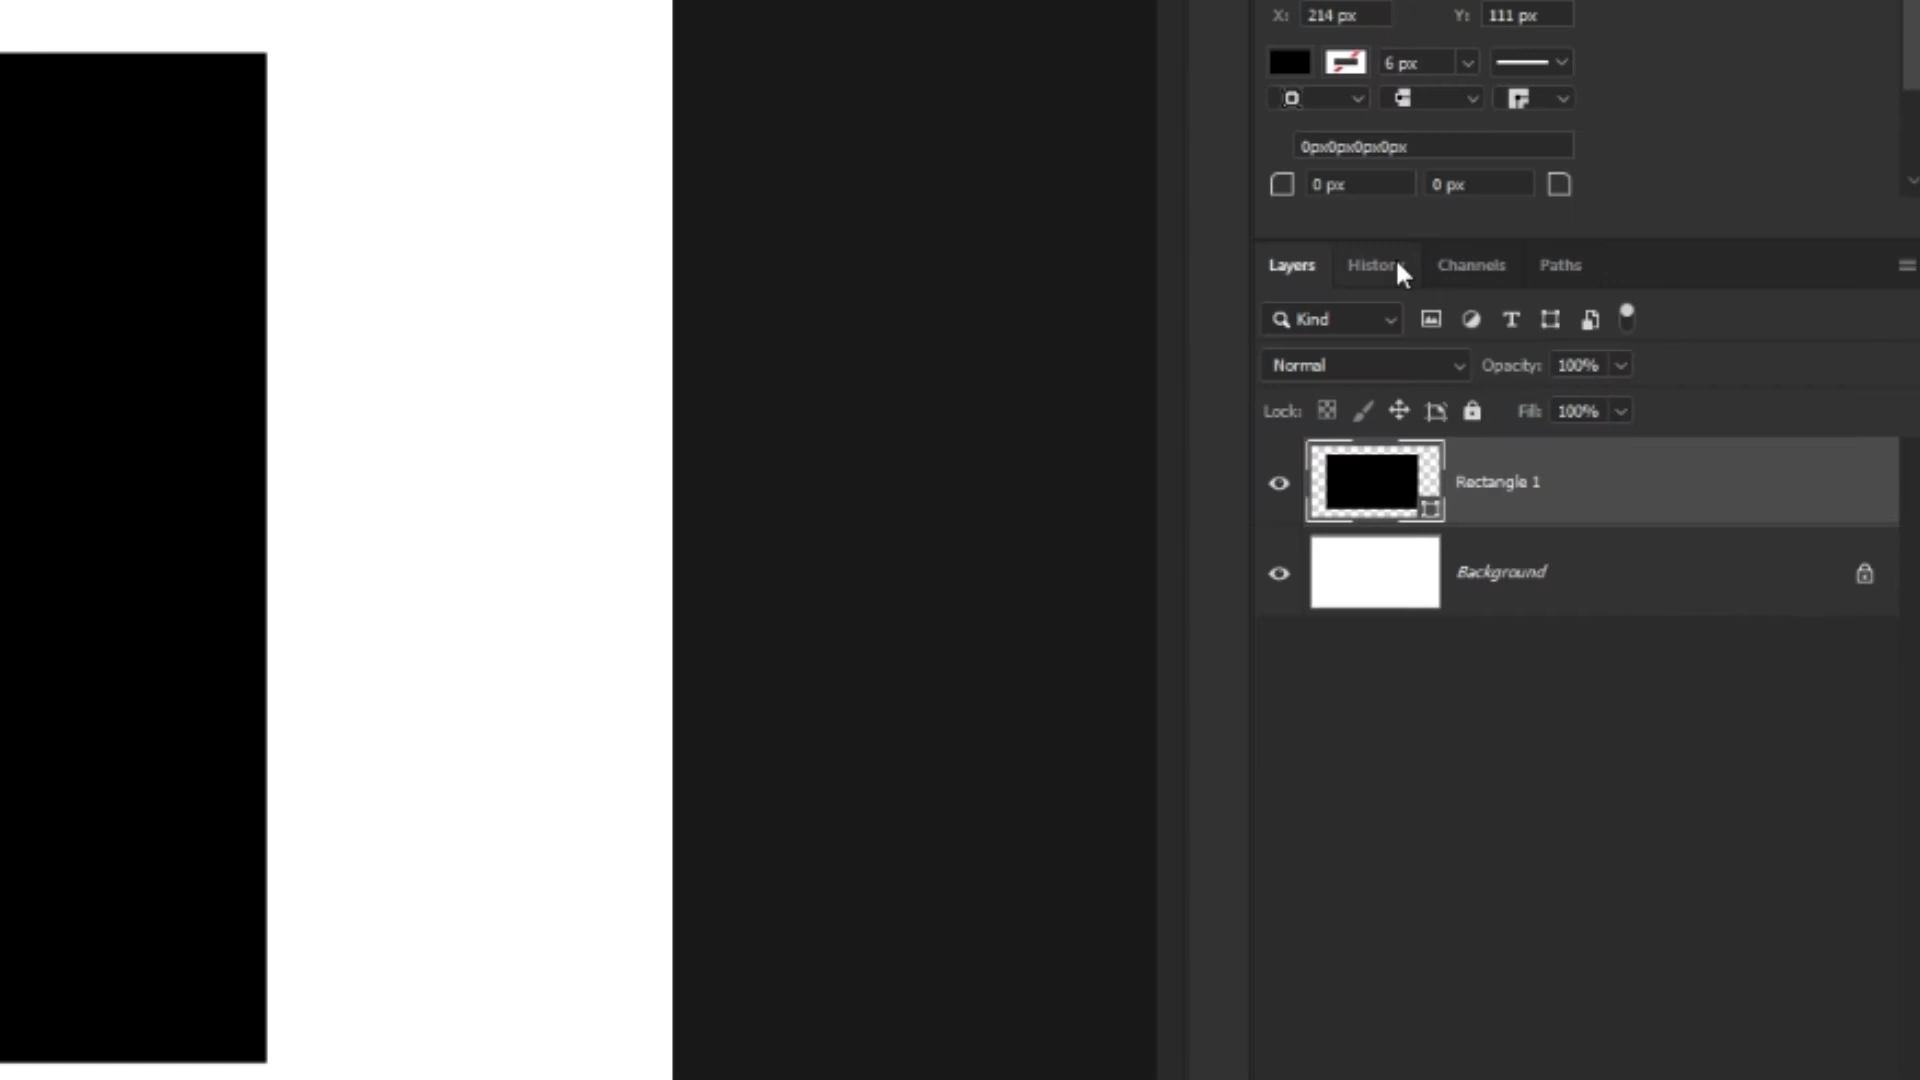 X: 214 px Y: 111 px
6 px
0px0px0px0px
0 px 0 px
Layers History Channels Paths
Kind
Normal Opacity: 100%
Lock: Fill: 100%
Rectangle 1
Background